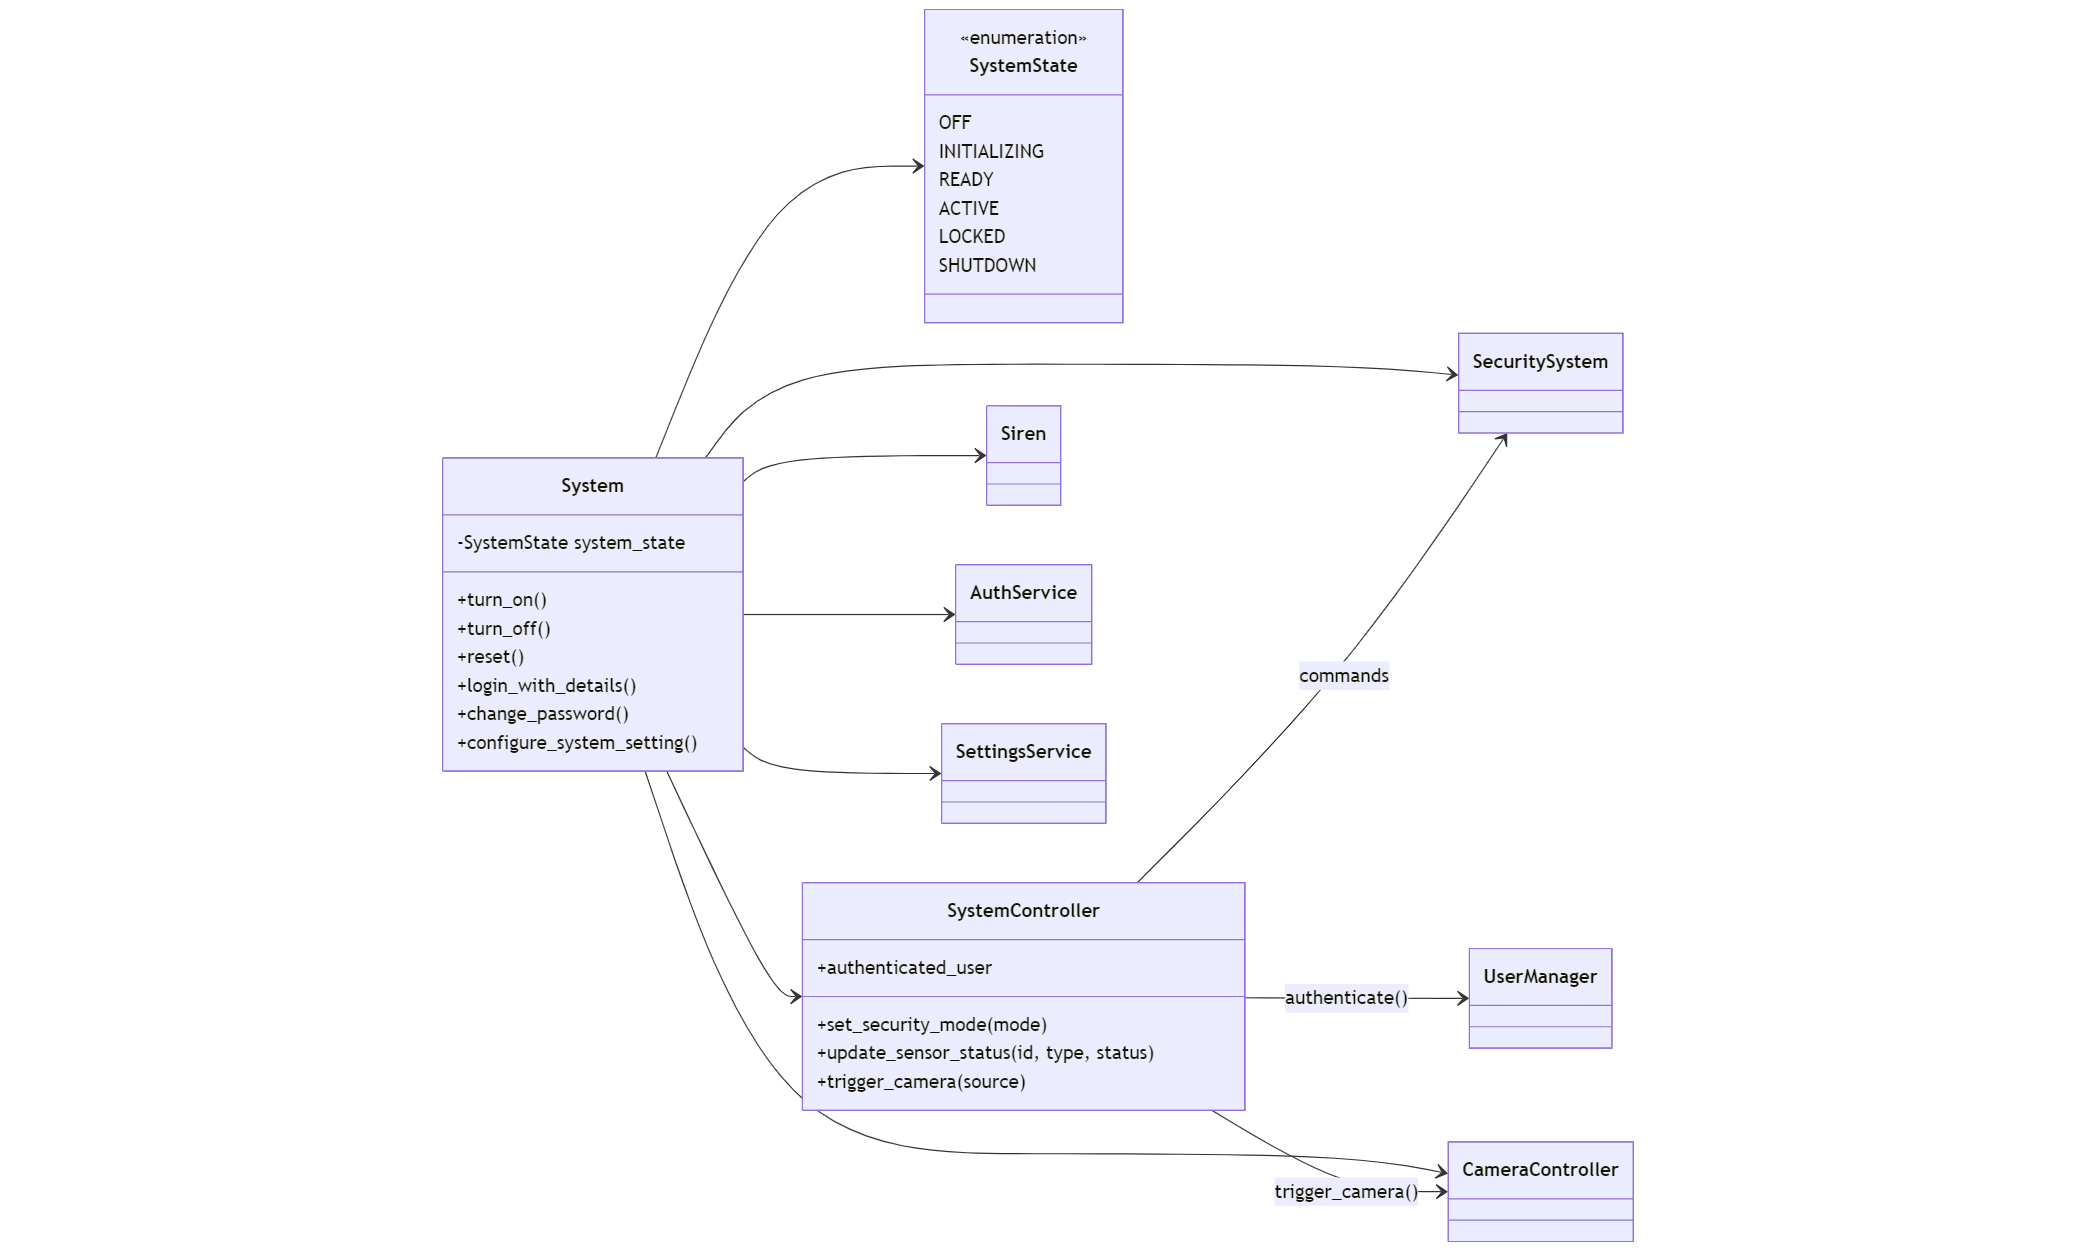 «enumeration»
SystemState
OFF
INITIALIZING
READY
ACTIVE
LOCKED
SHUTDOWN
SecuritySystem
Siren
System
-SystemState system_state
+turn_on()
+turn_off()
+reset()
+login_with_details()
+change_password()
+configure_system_setting()
AuthService
commands
SettingsService
SystemController
+authenticated_user
+set_security_mode(mode)
+update_sensor_status(id, type, status)
+trigger_camera(source)
authenticate()
UserManager
trigger_camera()
CameraController